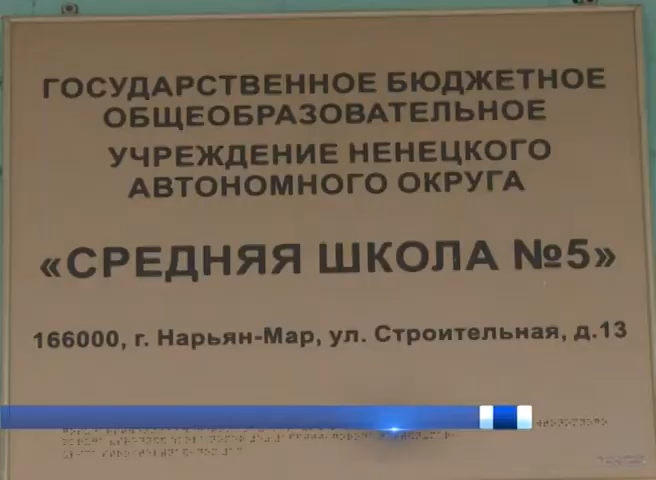 ГОСУДАРСТВЕННОЕ БЮДЖЕТНОЕ
ОБЩЕОБРАЗОВАТЕЛЬНОЕ
УЧРЕЖДЕНИЕ НЕНЕЦКОГО
АВТОНОМНОГО ОКРУГА
«СРЕДНЯЯ ШКОЛА №5»
166000, г. Нарьян-Мар, ул. Строительная, д.13